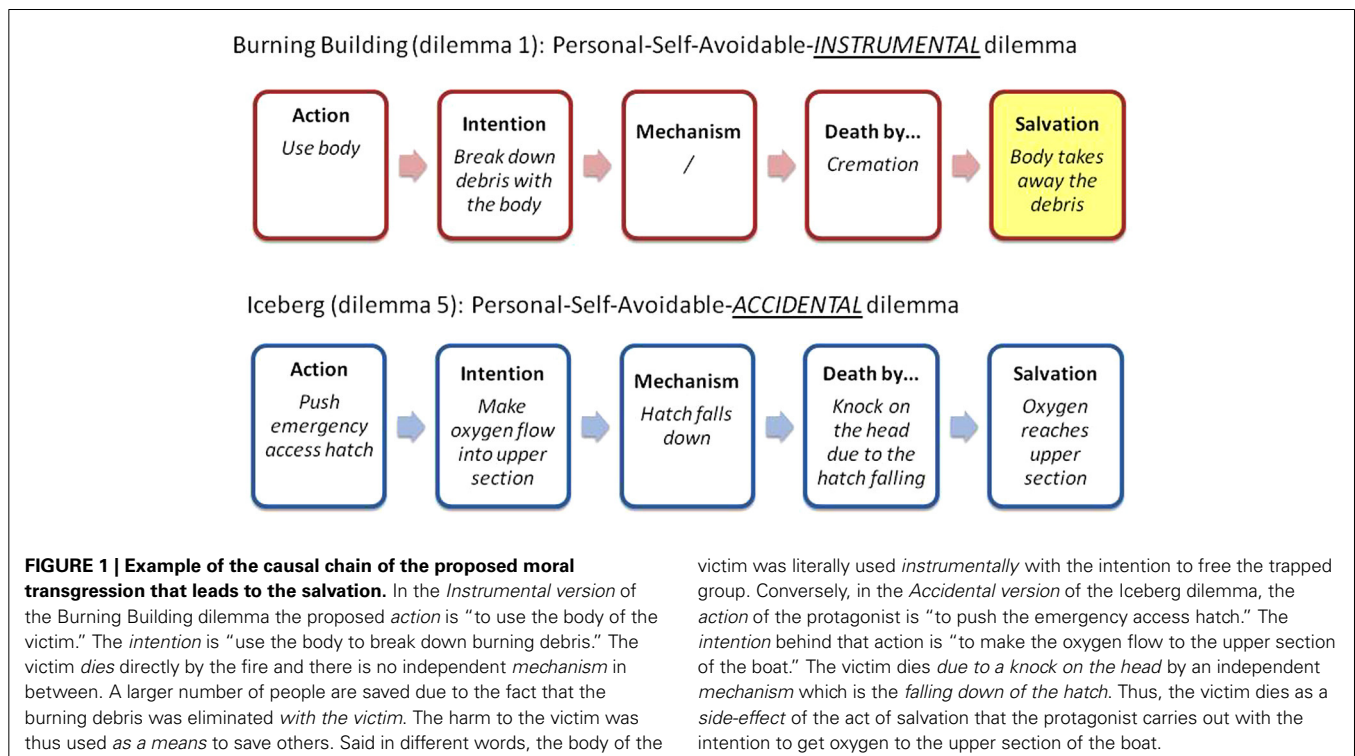 Burning Building (dilemma 1): Personal-Self-Avoidable-INSTRUMENTAL dilemma
Action
Use body
Intention
Break down
debris with
the body
Mechanism
/
Death by...
Cremation
Salvation
Body takes
away the
debris
Iceberg (dilemma 5): Personal-Self-Avoidable-ACCIDENTAL dilemma
Action
Push
emergency
access hatch
Intention
Make
oxygen flow
into upper
section
Mechanism
Hatch falls
down
Death by...
Knock on
the head
due to the
hatch falling
Salvation
Oxygen
reaches
upper
section
FIGURE 1 | Example of the causal chain of the proposed moral
transgression that leads to the salvation. In the Instrumental version of
the Burning Building dilemma the proposed action is “to use the body of the
victim.” The intention is “use the body to break down burning debris.” The
victim dies directly by the fire and there is no independent mechanism in
between. A larger number of people are saved due to the fact that the
burning debris was eliminated with the victim. The harm to the victim was
thus used as a means to save others. Said in different words, the body of the
victim was literally used instrumentally with the intention to free the trapped
group. Conversely, in the Accidental version of the Iceberg dilemma, the
action of the protagonist is “to push the emergency access hatch.” The
intention behind that action is “to make the oxygen flow to the upper section
of the boat.” The victim dies due to a knock on the head by an independent
mechanism which is the falling down of the hatch. Thus, the victim dies as a
side-effect of the act of salvation that the protagonist carries out with the
intention to get oxygen to the upper section of the boat.